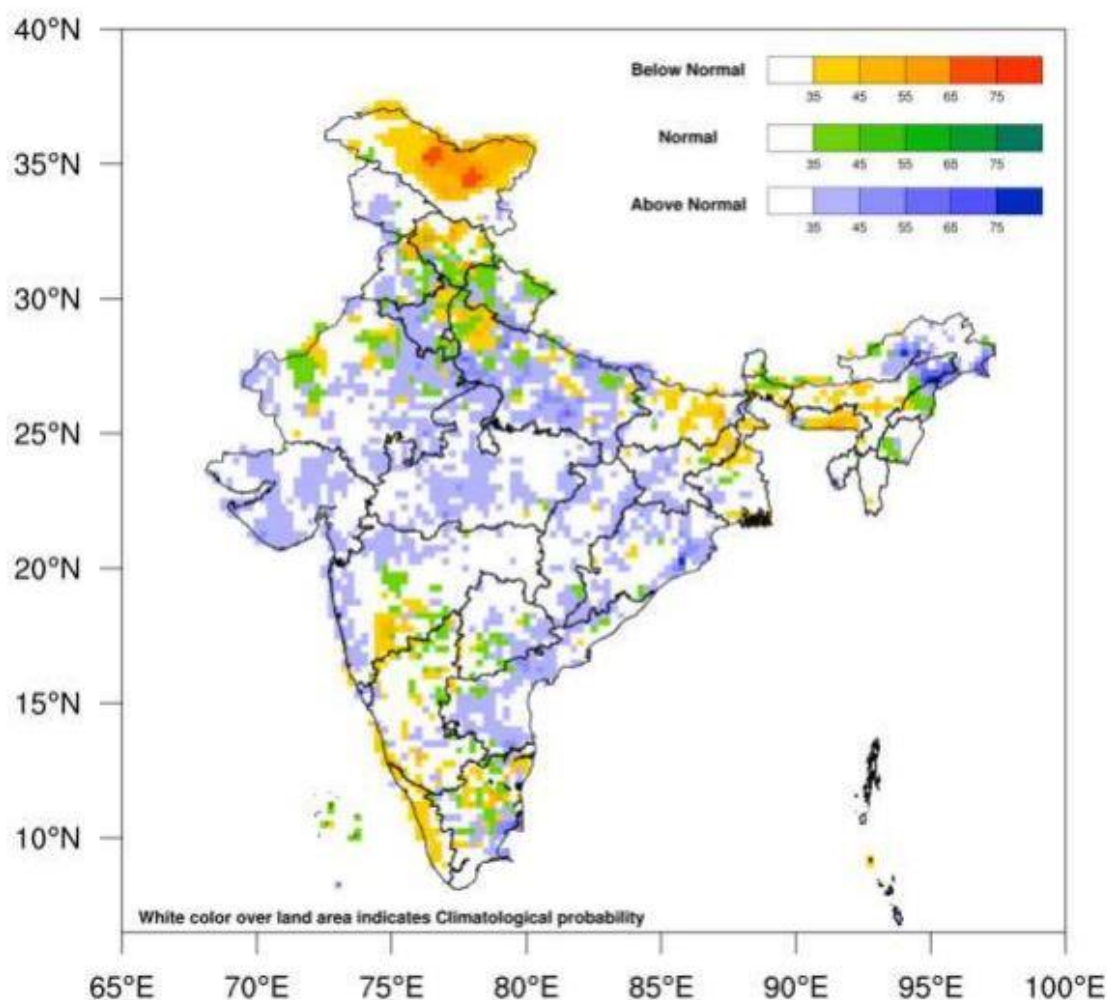 40°N
Below Normal
35 45 55 65 75
Normal
35 45 55 65 75
35°N
Above Normal
35 45 55 65 75
30°N
25°N
20°N
15°N
10°N
White color over land area indicates Climatological probability
65°E 70°E 75°E 80°E 85°E 90°E 95°E 100°E